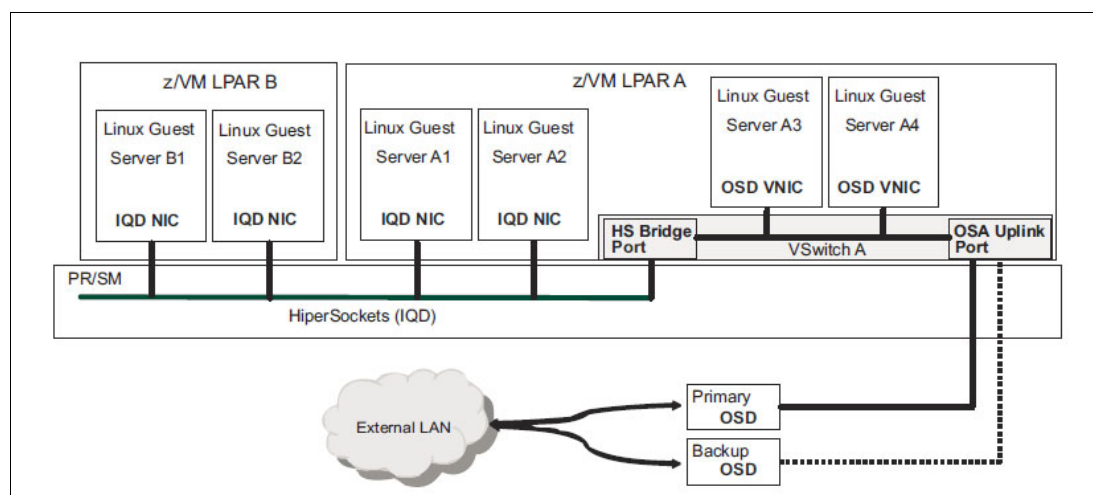 z/VM LPAR B
Linux Guest
Server B1
IQD NIC
Linux Guest
Server B2
IQD NIC
z/VM LPAR A
Linux Guest
Server A1
IQD NIC
Linux Guest
Server A2
IQD NIC
Linux Guest
Server A3
OSD VNIC
Linux Guest
Server A4
OSD VNIC
HS Bridge
Port
VSwitch A
OSA Uplink
Port
PR/SM
HiperSockets (IQD)
External LAN
Primary
OSD
Backup
OSD